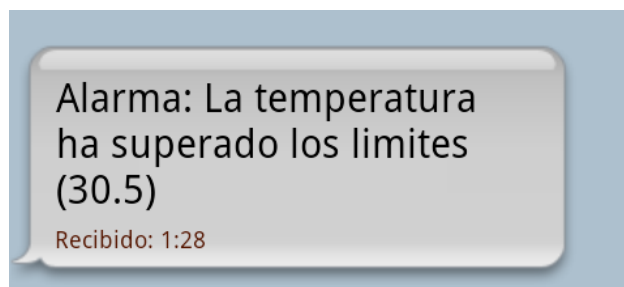 Alarma: La temperatura
ha superado los limites
(30.5)
Recibido: 1:28